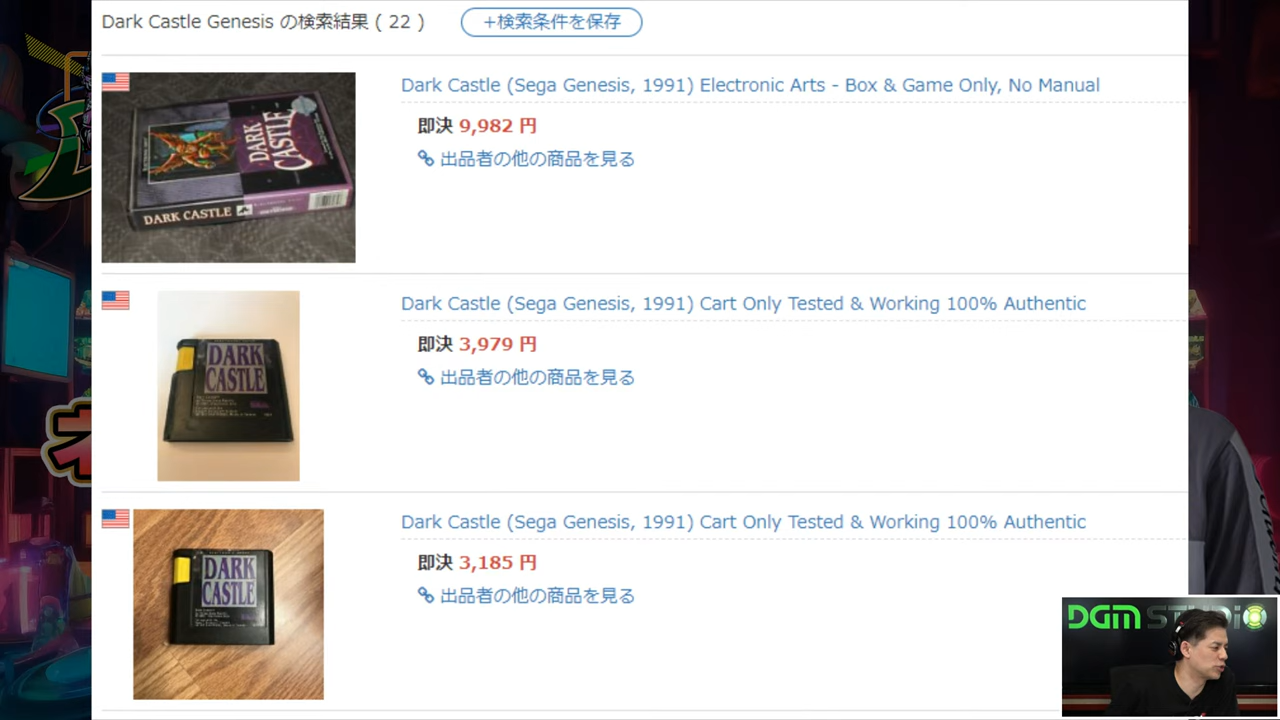 Dark Castle Genesis の検索結果 ( 22 )
+検索条件を保存
Dark Castle (Sega Genesis, 1991) Electronic Arts - Box & Game Only, No Manual
即決 9,982 円
出品者の他の商品を見る
DARK CASTLE
DARK CASTLE
Dark Castle (Sega Genesis, 1991) Cart Only Tested & Working 100% Authentic
即決 3,979 円
出品者の他の商品を見る
DARK
CASTLE
Dark Castle (Sega Genesis, 1991) Cart Only Tested & Working 100% Authentic
即決 3,185 円
出品者の他の商品を見る
DARK
CASTLE
DGM